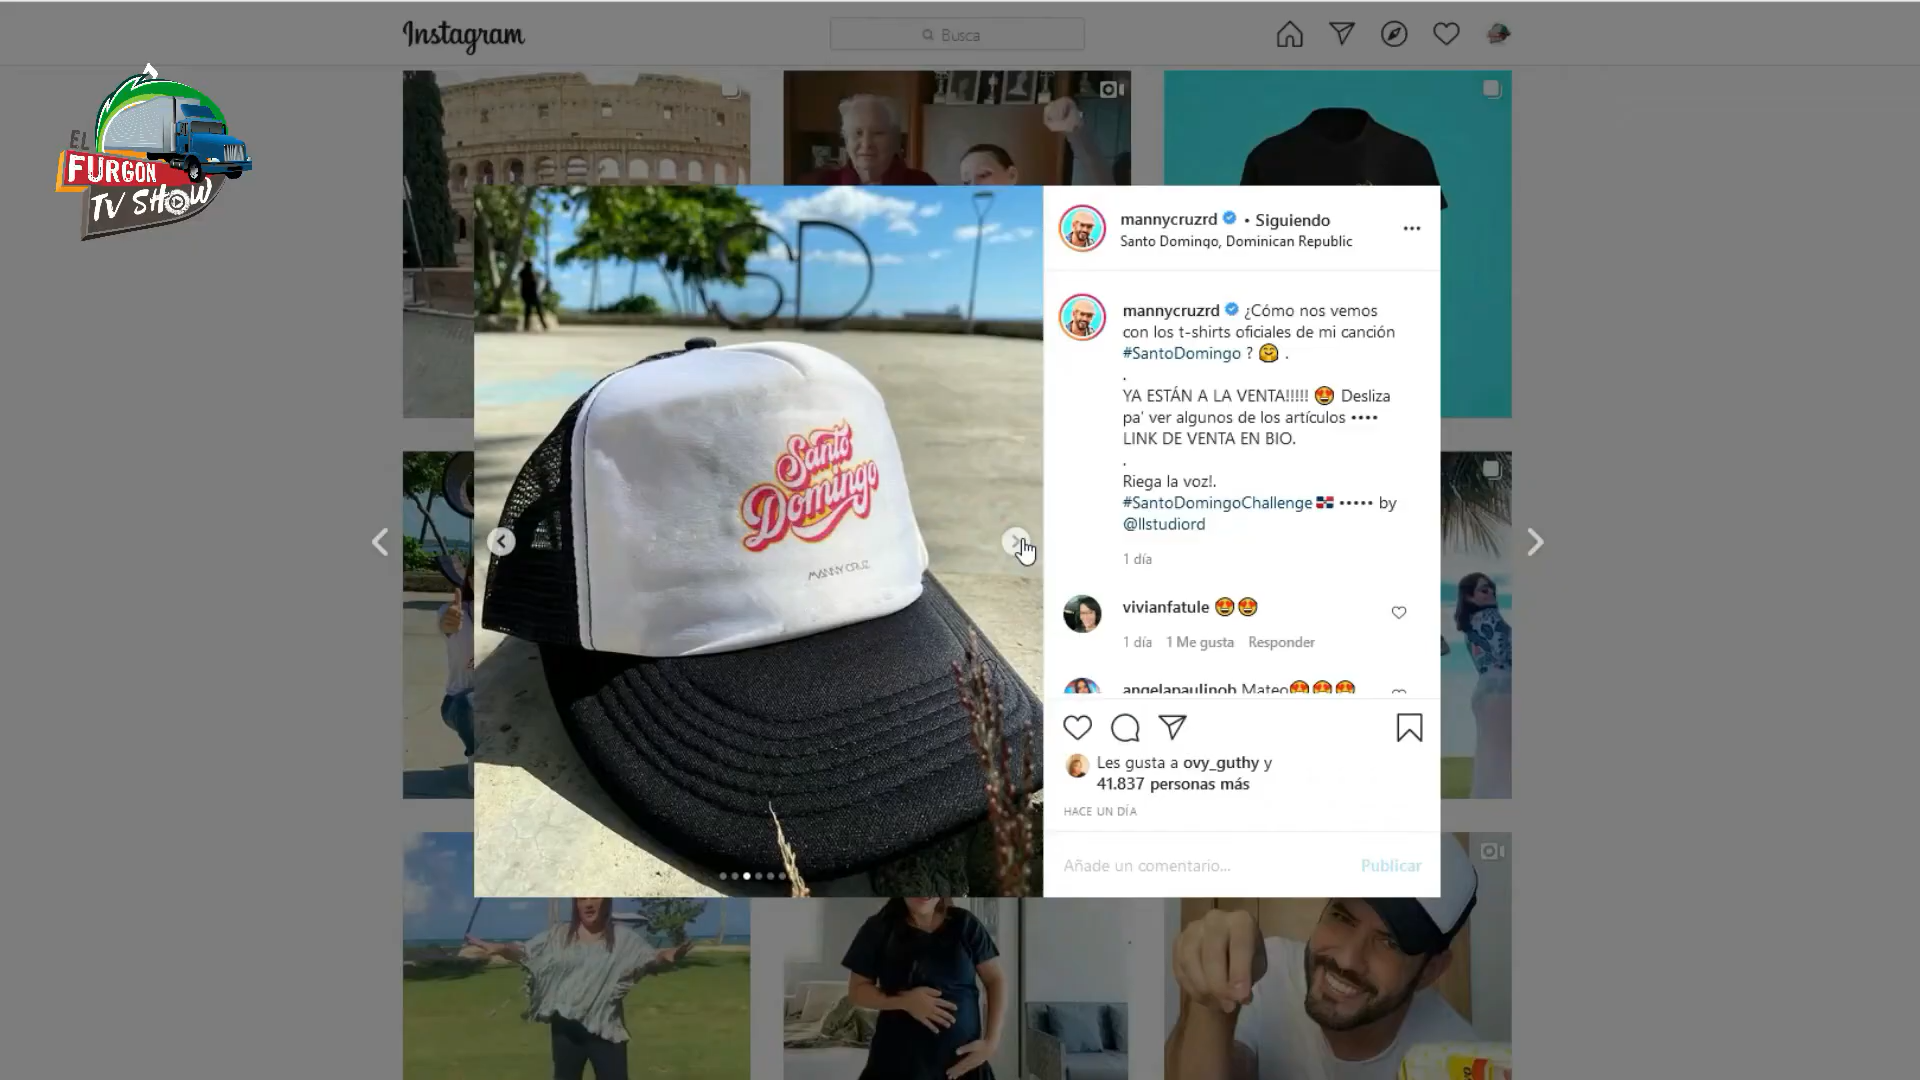 Instagram
Busca
EL
FURGON
TV SHOW
SD
Santo
Domingo
MANNY CRUZ
mannycruzrd • Siguiendo
Santo Domingo, Dominican Republic
mannycruzrd ¿Cómo nos vemos
con los t-shirts oficiales de mi canción
#SantoDomingo ? 🤗 .
.
YA ESTÁN A LA VENTA!!!!! 😍 Desliza
pa' ver algunos de los artículos ••••
LINK DE VENTA EN BIO.
.
Riega la voz!.
#SantoDomingoChallenge 🇩🇴 ••••• by
@llstudiord
1 día
vivianfatule 😍😍
1 día 1 Me gusta Responder
angelapaulinob Mateo😍😍😍
Les gusta a ovy_guthy y
41.837 personas más
HACE UN DÍA
Añade un comentario... Publicar